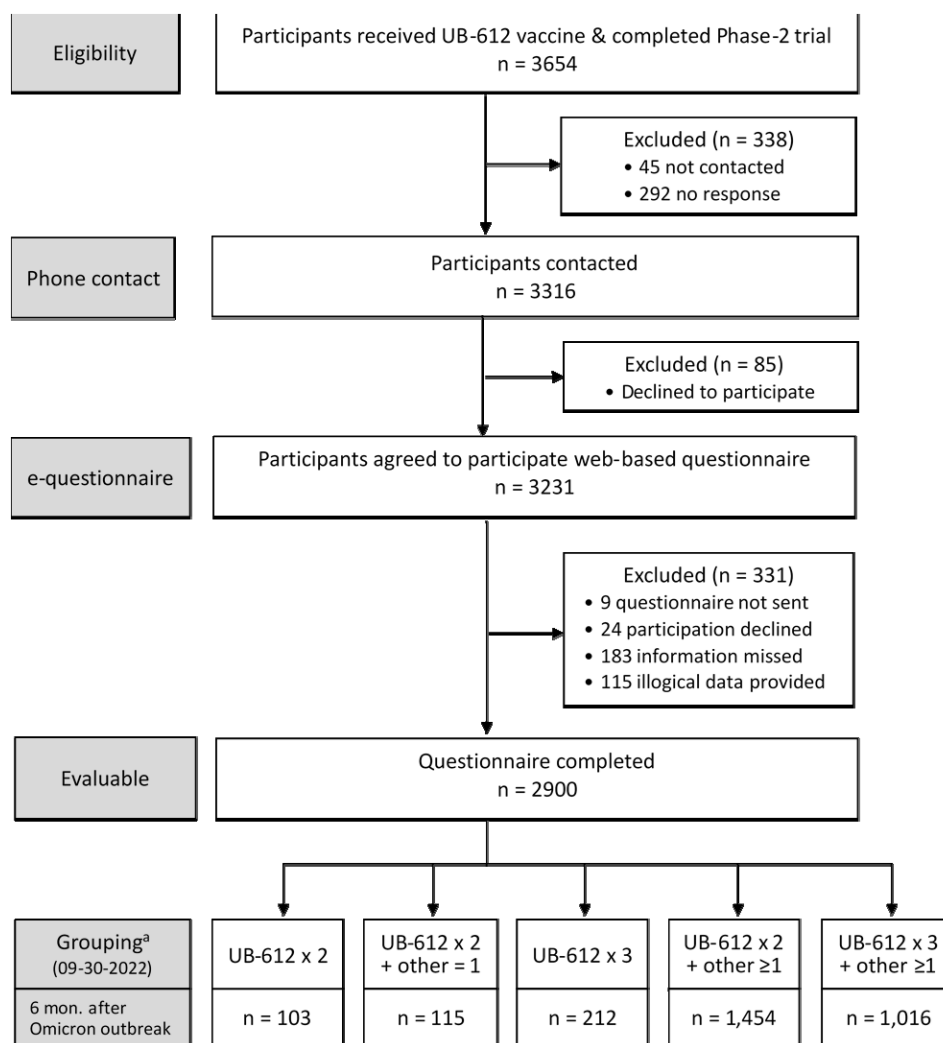 Eligibility
Participants received UB-612 vaccine & completed Phase-2 trial
n = 3654
Excluded (n = 338)
• 45 not contacted
• 292 no response
Phone contact
Participants contacted
n = 3316
Excluded (n = 85)
• Declined to participate
e-questionnaire
Participants agreed to participate web-based questionnaire
n = 3231
Excluded (n = 331)
• 9 questionnaire not sent
• 24 participation declined
• 183 information missed
• 115 illogical data provided
Evaluable
Questionnaire completed
n = 2900
Groupingᵃ
(09-30-2022)
UB-612 x 2
UB-612 x 2
+ other = 1
UB-612 x 3
UB-612 x 2
+ other ≥1
UB-612 x 3
+ other ≥1
6 mon. after
Omicron outbreak
n = 103
n = 115
n = 212
n = 1,454
n = 1,016